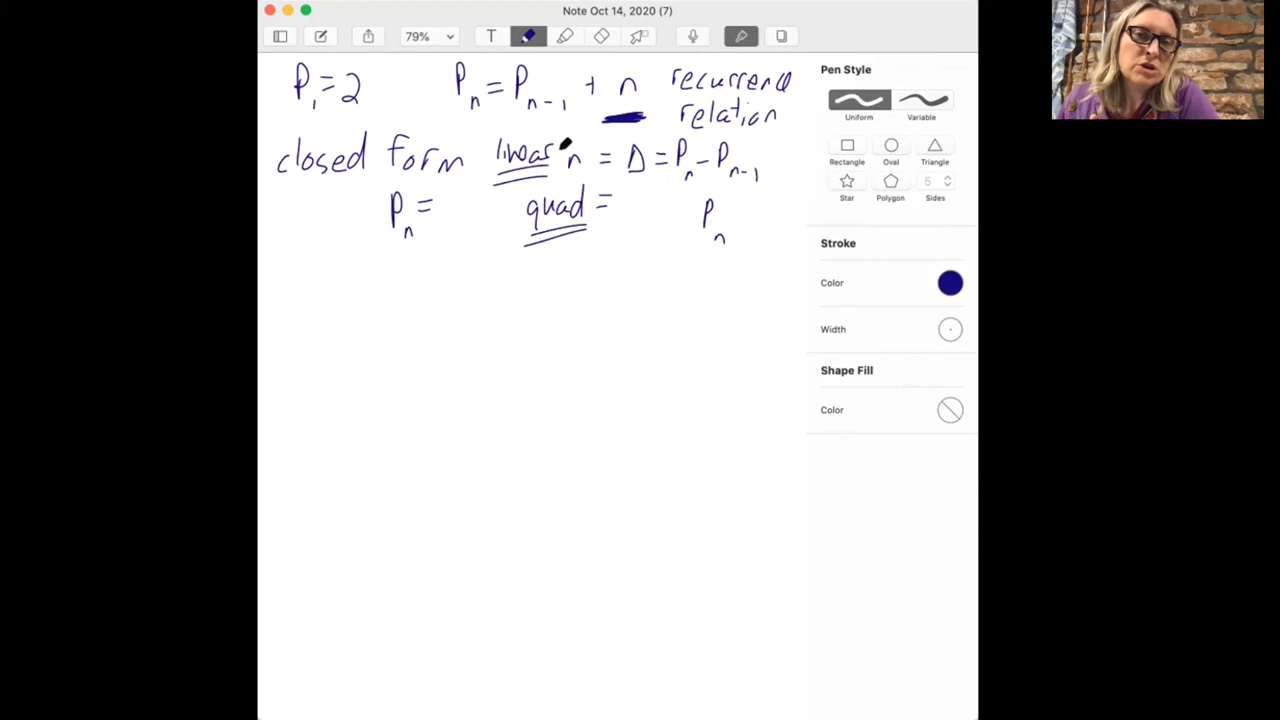 Note Oct 14, 2020 (7)
79%
T
P₁ = 2 Pₙ = Pₙ₋₁ + n recurrence
relation
closed form linear n = Δ = Pₙ - Pₙ₋₁
Pₙ = quad = Pₙ
Pen Style
Uniform Variable
Rectangle Oval Triangle
5
Star Polygon Sides
Stroke
Color
Width
Shape Fill
Color